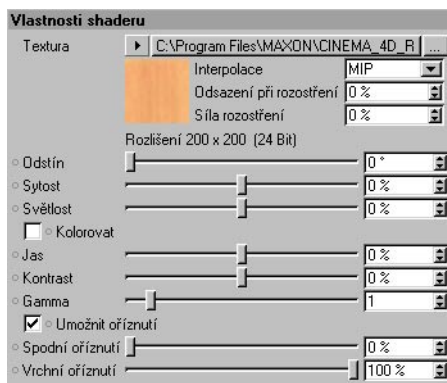 Vlastnosti shaderu
Textura C:\Program Files\MAXON\CINEMA_4D_R ...
Interpolace MIP
Odsazení při rozostření 0 %
Síla rozostření 0 %
Rozlišení 200 x 200 (24 Bit)
Odstín 0 °
Sytost 0 %
Světlost 0 %
Kolorovat
Jas 0 %
Kontrast 0 %
Gamma 1
Umožnit oříznutí
Spodní oříznutí 0 %
Vrchní oříznutí 100 %